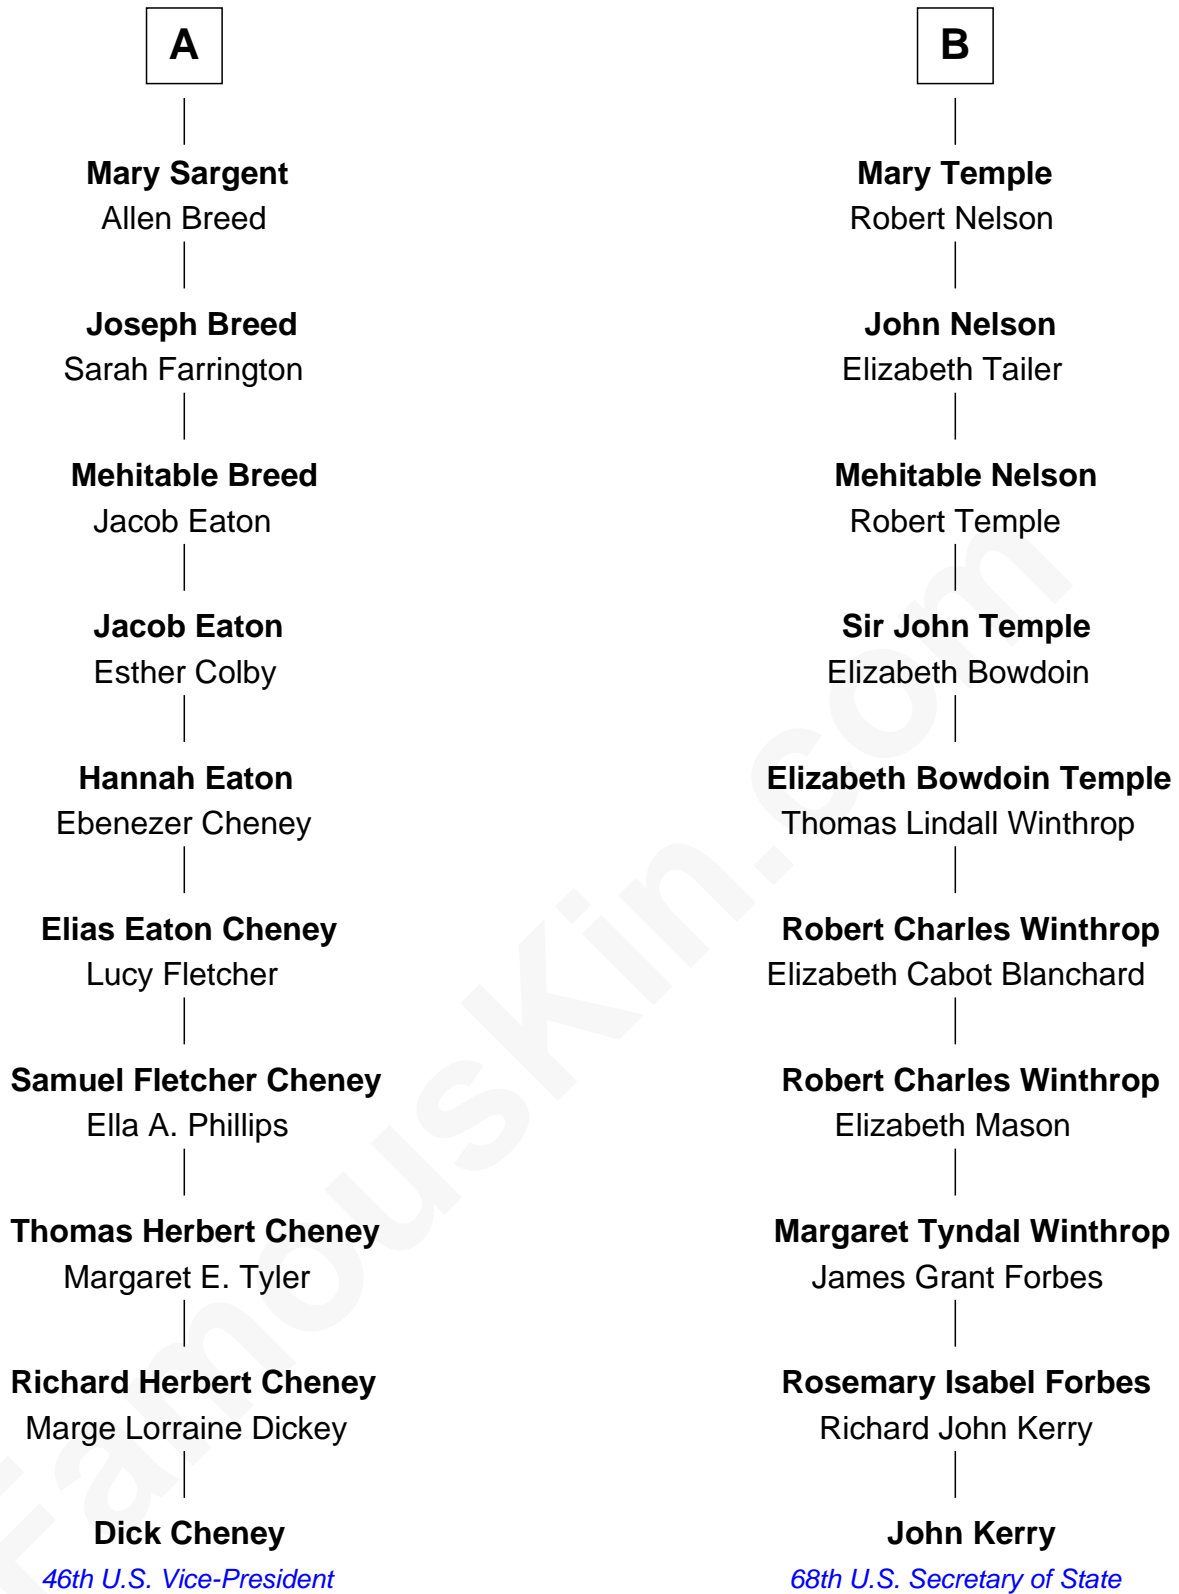 A
Mary Sargent
Allen Breed
Joseph Breed
Sarah Farrington
Mehitable Breed
Jacob Eaton
Jacob Eaton
Esther Colby
Hannah Eaton
Ebenezer Cheney
Elias Eaton Cheney
Lucy Fletcher
Samuel Fletcher Cheney
Ella A. Phillips
Thomas Herbert Cheney
Margaret E. Tyler
Richard Herbert Cheney
Marge Lorraine Dickey
Dick Cheney
46th U.S. Vice-President
B
Mary Temple
Robert Nelson
John Nelson
Elizabeth Tailer
Mehitable Nelson
Robert Temple
Sir John Temple
Elizabeth Bowdoin
Elizabeth Bowdoin Temple
Thomas Lindall Winthrop
Robert Charles Winthrop
Elizabeth Cabot Blanchard
Robert Charles Winthrop
Elizabeth Mason
Margaret Tyndal Winthrop
James Grant Forbes
Rosemary Isabel Forbes
Richard John Kerry
John Kerry
68th U.S. Secretary of State
FamousKin.com